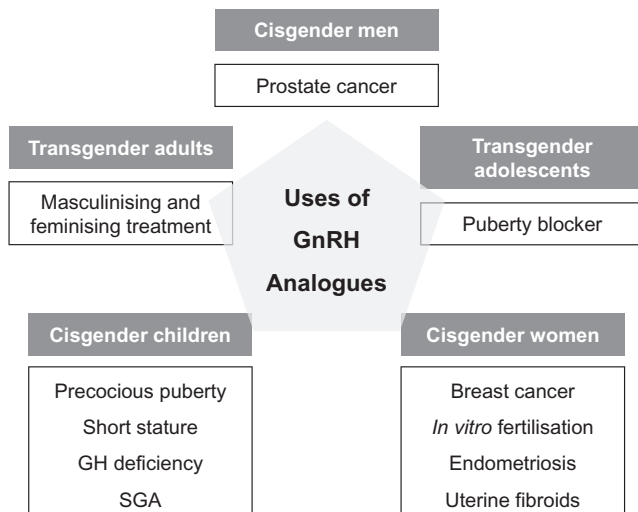 Cisgender men
Prostate cancer
Transgender adults
Masculinising and
feminising treatment
Transgender
adolescents
Puberty blocker
Uses of
GnRH
Analogues
Cisgender children
Precocious puberty
Short stature
GH deficiency
SGA
Cisgender women
Breast cancer
In vitro fertilisation
Endometriosis
Uterine fibroids